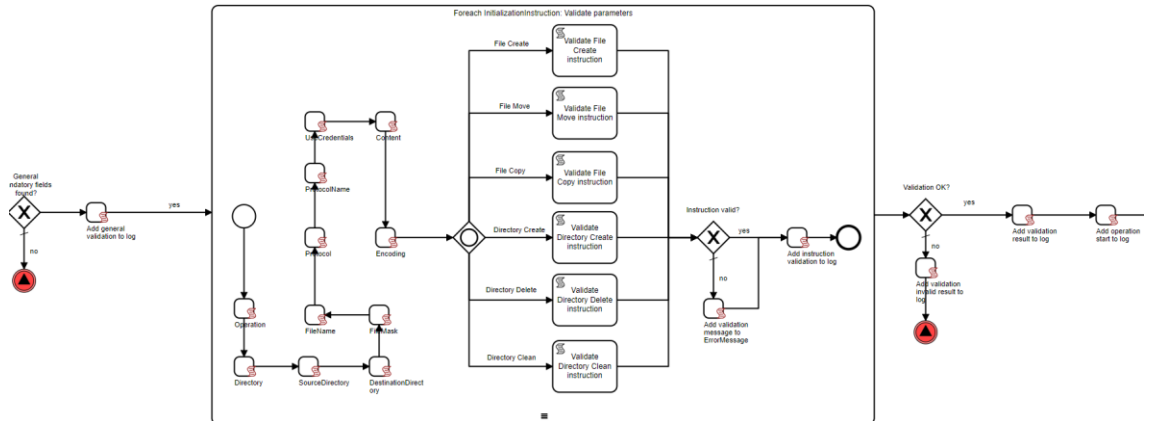 Foreach InitializationInstruction: Validate parameters
General
ndatory fields
found?
no
Add general
validation to log
yes
Operation
Directory
SourceDirectory
DestinationDirect
ory
FileMask
FileName
Protocol
ProtocolName
UseCredentials
Content
Encoding
File Create
Validate File
Create
instruction
File Move
Validate File
Move instruction
File Copy
Validate File
Copy instruction
Directory Create
Validate
Directory Create
instruction
Directory Delete
Validate
Directory Delete
instruction
Directory Clean
Validate
Directory Clean
instruction
Instruction valid?
yes
no
Add validation
message to
ErrorMessage
Add instruction
validation to log
Validation OK?
yes
no
Add validation
invalid result to
log
Add validation
result to log
Add operation
start to log